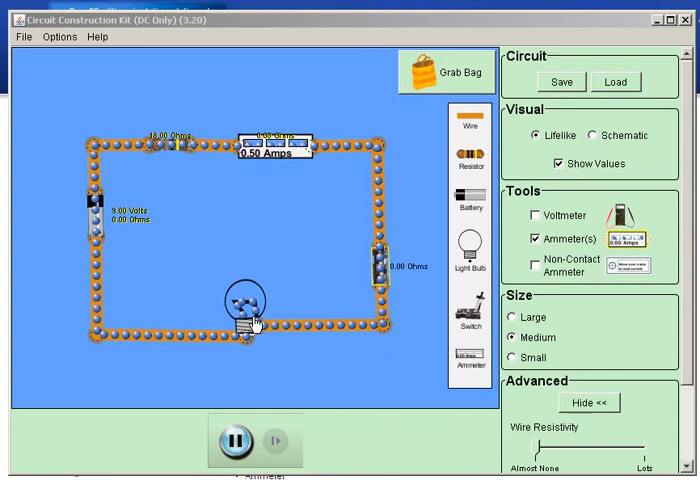 Circuit Construction Kit (DC Only) (3.20)
File Options Help
Grab Bag
18.00 Ohms
0.00 Ohms
0.50 Amps
9.00 Volts
0.00 Ohms
0.00 Ohms
Wire
Resistor
Battery
Light Bulb
Switch
0.00 Amps
Ammeter
Circuit
Save Load
Visual
Lifelike Schematic
Show Values
Tools
Voltmeter
Ammeter(s)
0.00 Amps
Non-Contact
Ammeter
Size
Large
Medium
Small
Advanced
Hide <<
Wire Resistivity
Almost None Lots
Ammeter